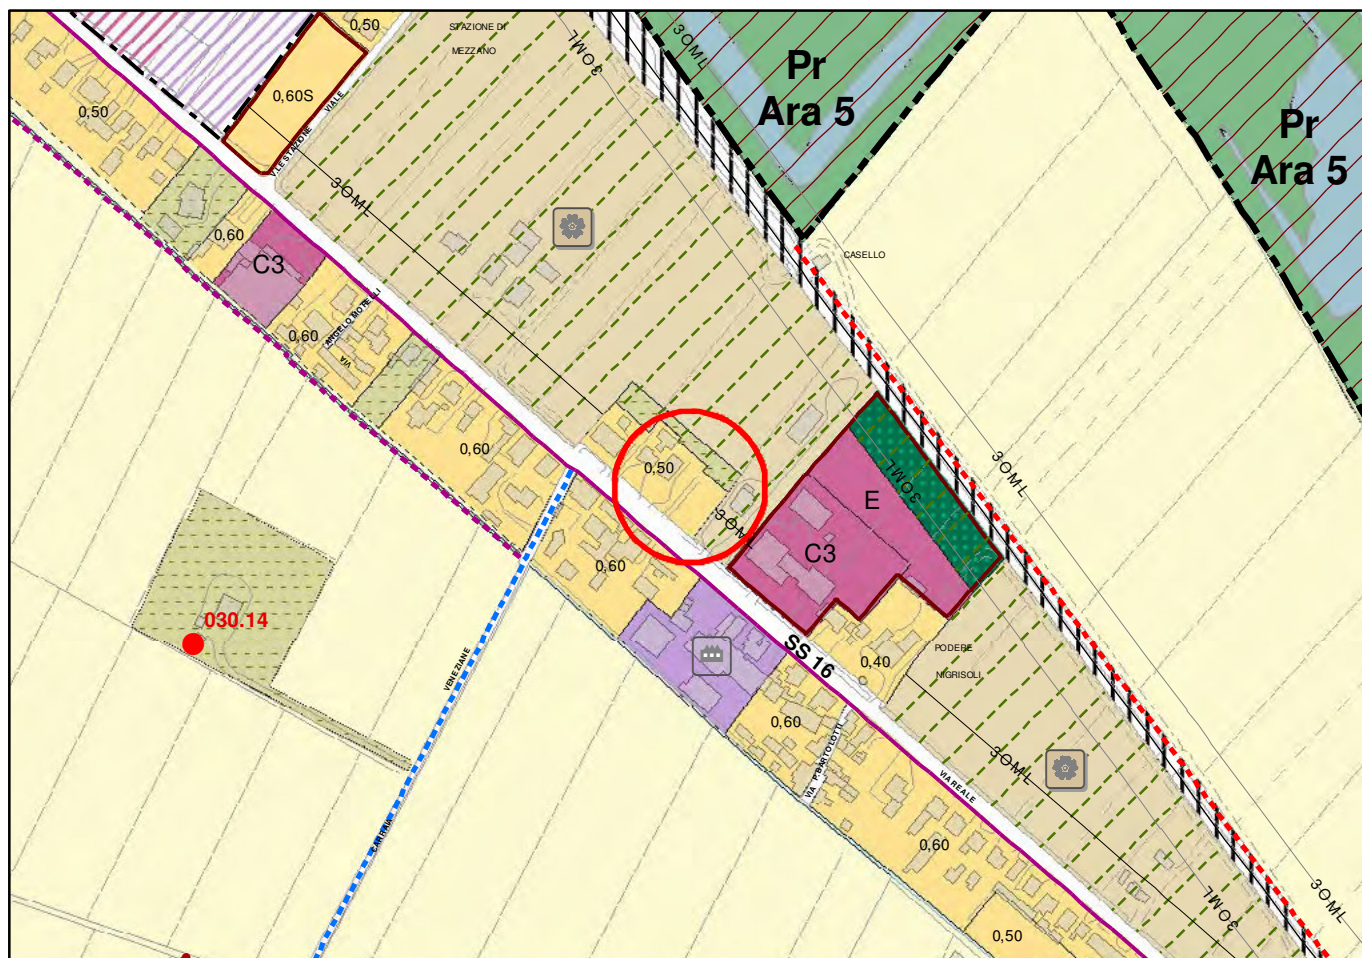 0,50
STAZIONE DI
MEZZANO
30ML
30ML
Pr
Ara 5
Pr
Ara 5
0,60S
0,50
VIALE
V.LE STAZIONE
30ML
0,60
C3
CASELLO
ANGELO MORELLI
VIA
0,60
0,60
0,50
30ML
30ML
E
30ML
C3
0,60
030.14
SS 16
0,40
PODERE
NIGRISOLI
VENEZIANE
0,60
VIA P. BARTOLOTTI
30ML
VIA REALE
CARRAIA
0,60
30ML
30ML
0,50